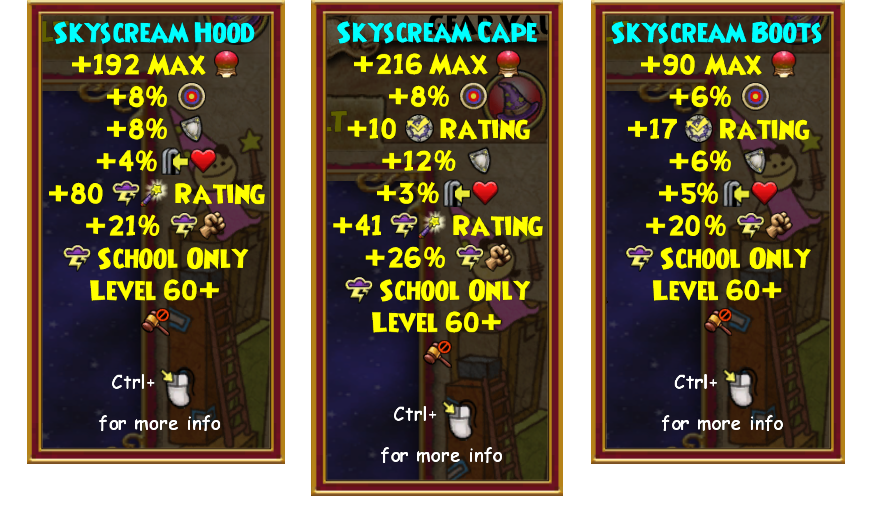 SKYSCREAM HOOD
+192 MAX
+8%
+8%
+4%
+80 RATING
+21%
SCHOOL ONLY
LEVEL 60+
Ctrl+
for more info
SKYSCREAM CAPE
+216 MAX
+8%
+10 RATING
+12%
+3%
+41 RATING
+26%
SCHOOL ONLY
LEVEL 60+
Ctrl+
for more info
SKYSCREAM BOOTS
+90 MAX
+6%
+17 RATING
+6%
+5%
+20%
SCHOOL ONLY
LEVEL 60+
Ctrl+
for more info